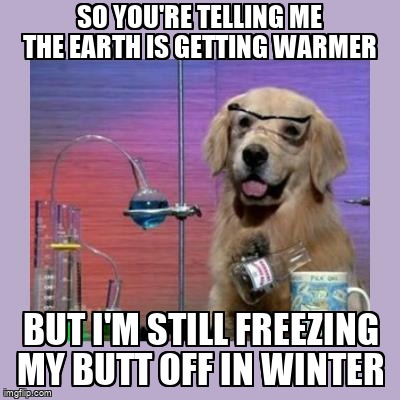 SO YOU'RE TELLING ME
THE EARTH IS GETTING WARMER
BUT I'M STILL FREEZING
MY BUTT OFF IN WINTER
imgflip.com